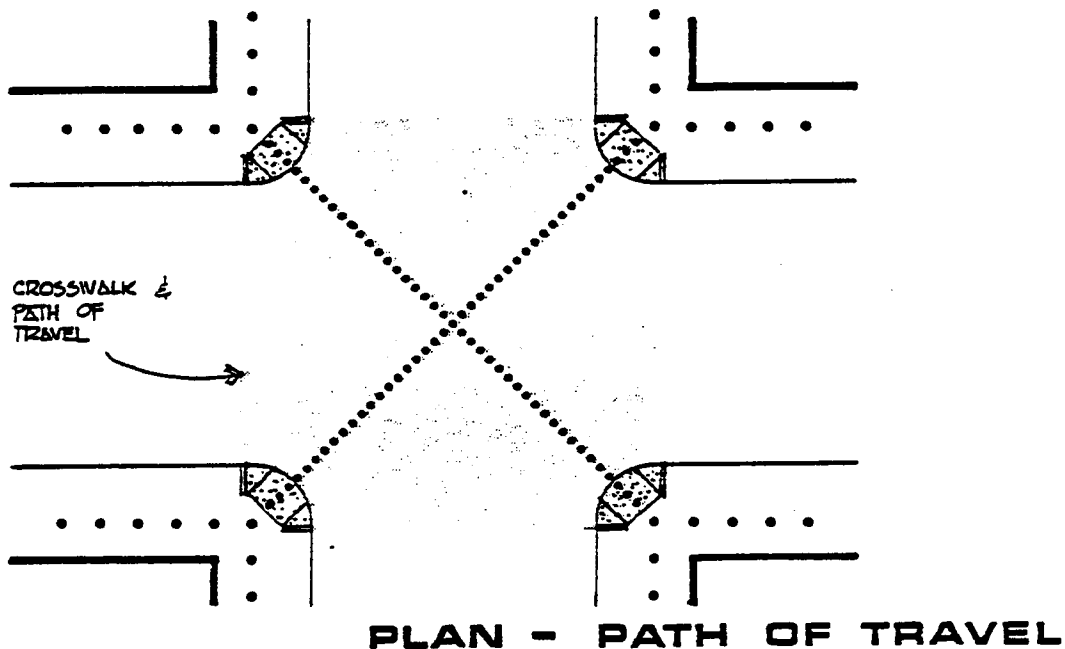 CROSSWALK &
PATH OF
TRAVEL
PLAN - PATH OF TRAVEL